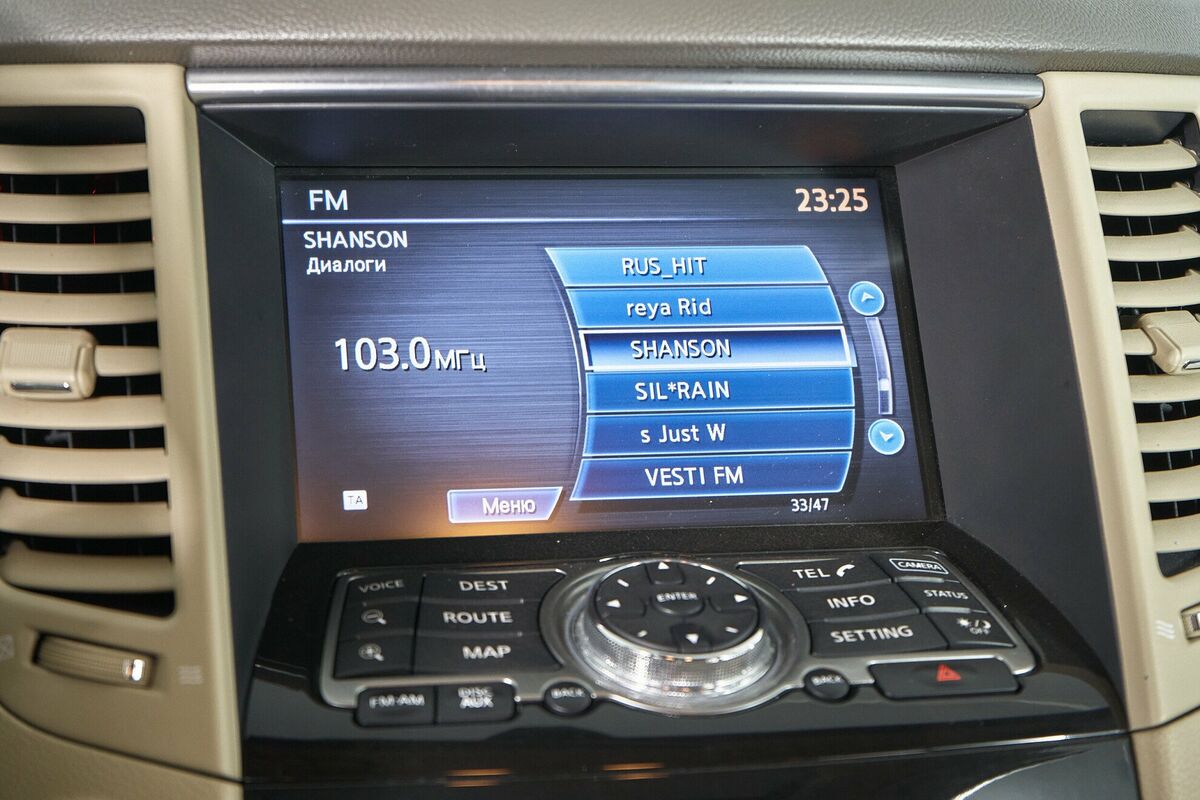 FM
23:25
SHANSON
Диалоги
103.0мГц
RUS_HIT
reya Rid
SHANSON
SIL*RAIN
s Just W
VESTI FM
TA
Меню
33/47
VOICE
DEST
ROUTE
MAP
FM·AM
DISC
AUX
BACK
ENTER
TEL
INFO
SETTING
CAMERA
STATUS
OFF
BACK